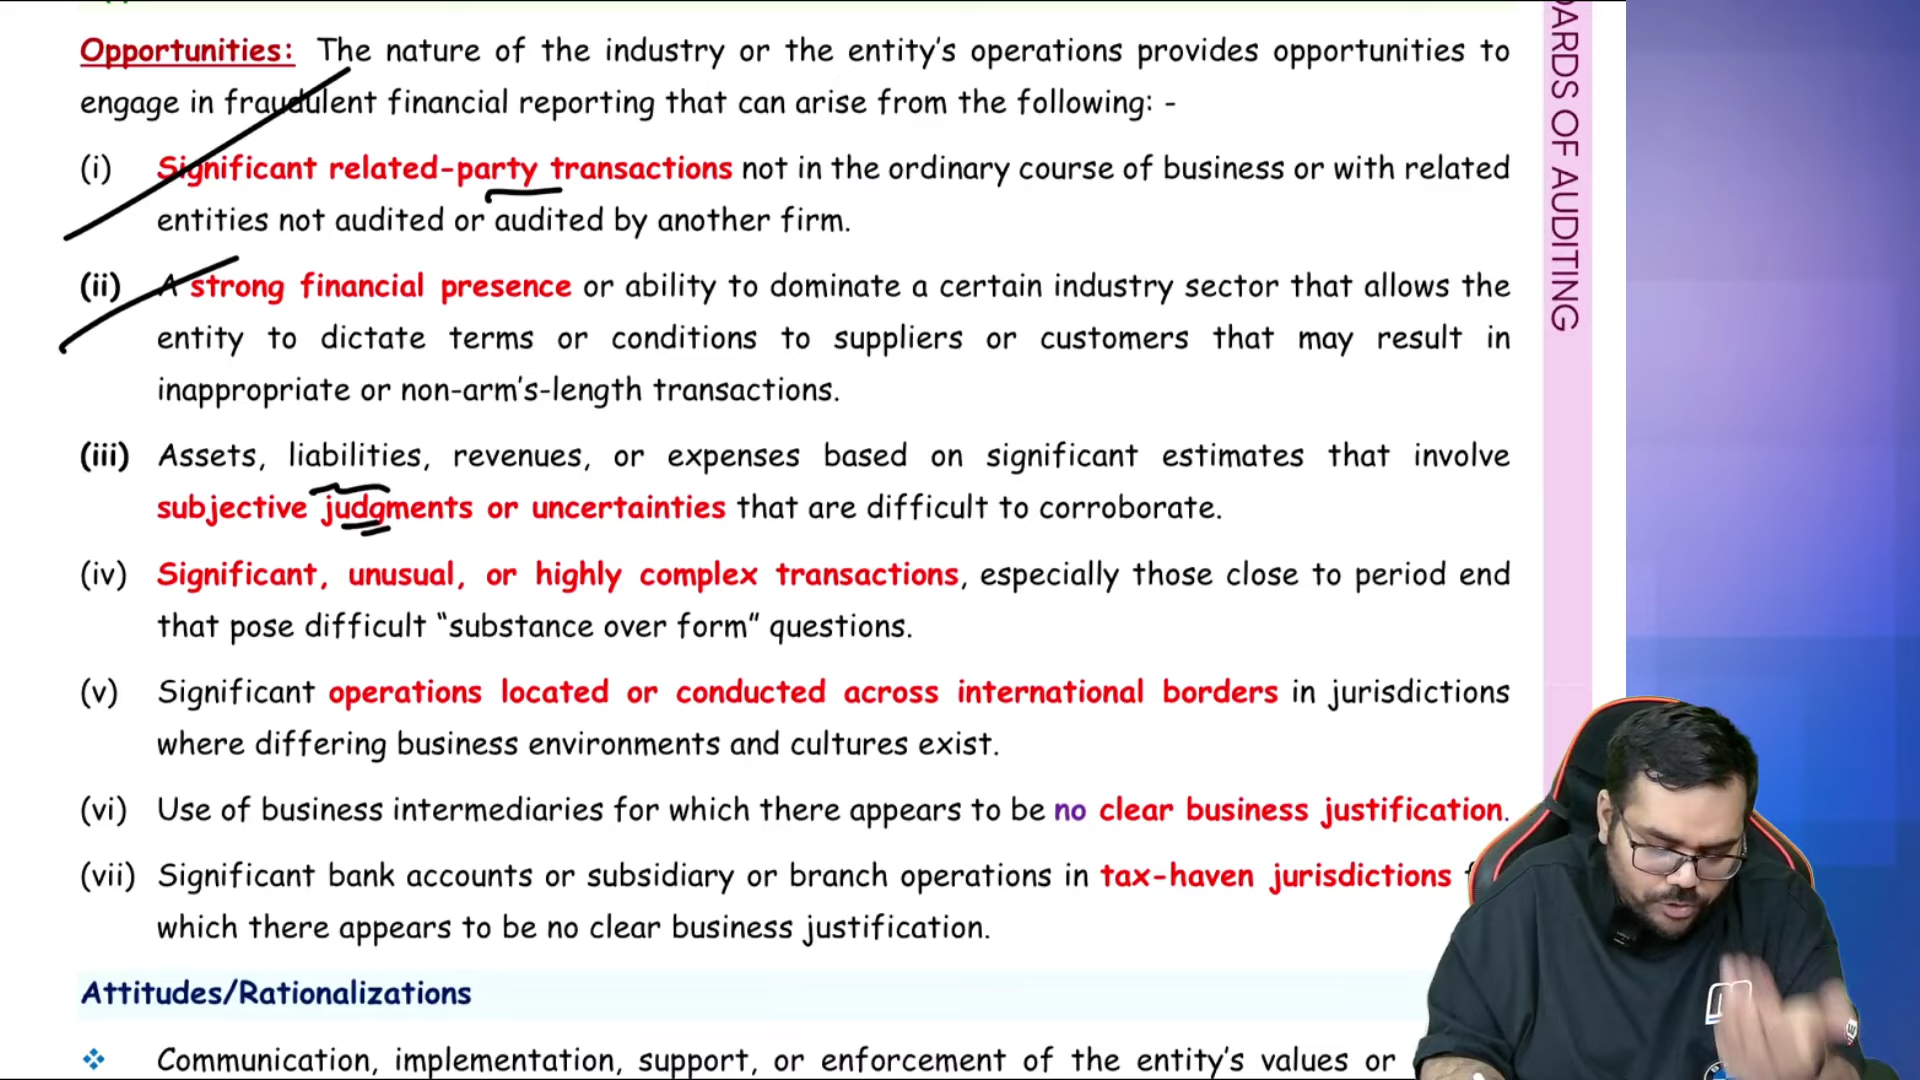 Opportunities: The nature of the industry or the entity's operations provides opportunities to
engage in fraudulent financial reporting that can arise from the following: -
(i) Significant related-party transactions not in the ordinary course of business or with related
entities not audited or audited by another firm.
(ii) A strong financial presence or ability to dominate a certain industry sector that allows the
entity to dictate terms or conditions to suppliers or customers that may result in
inappropriate or non-arm's-length transactions.
(iii) Assets, liabilities, revenues, or expenses based on significant estimates that involve
subjective judgments or uncertainties that are difficult to corroborate.
(iv) Significant, unusual, or highly complex transactions, especially those close to period end
that pose difficult “substance over form” questions.
(v) Significant operations located or conducted across international borders in jurisdictions
where differing business environments and cultures exist.
(vi) Use of business intermediaries for which there appears to be no clear business justification.
(vii) Significant bank accounts or subsidiary or branch operations in tax-haven jurisdictions
which there appears to be no clear business justification.
Attitudes/Rationalizations
❖ Communication, implementation, support, or enforcement of the entity's values or
OF AUDITING